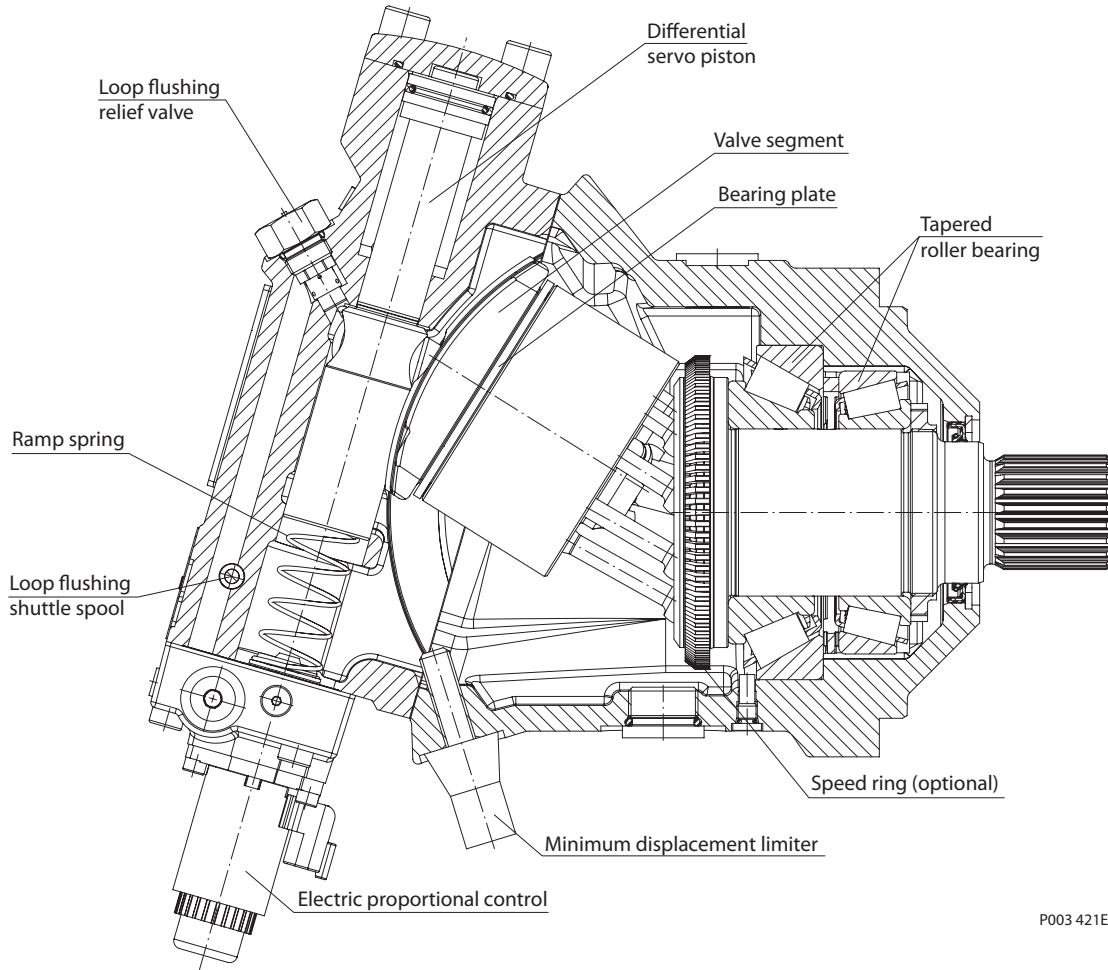 Differential
servo piston
Loop flushing
relief valve
Valve segment
Bearing plate
Tapered
roller bearing
Ramp spring
Loop flushing
shuttle spool
Speed ring (optional)
Minimum displacement limiter
Electric proportional control
P003 421E